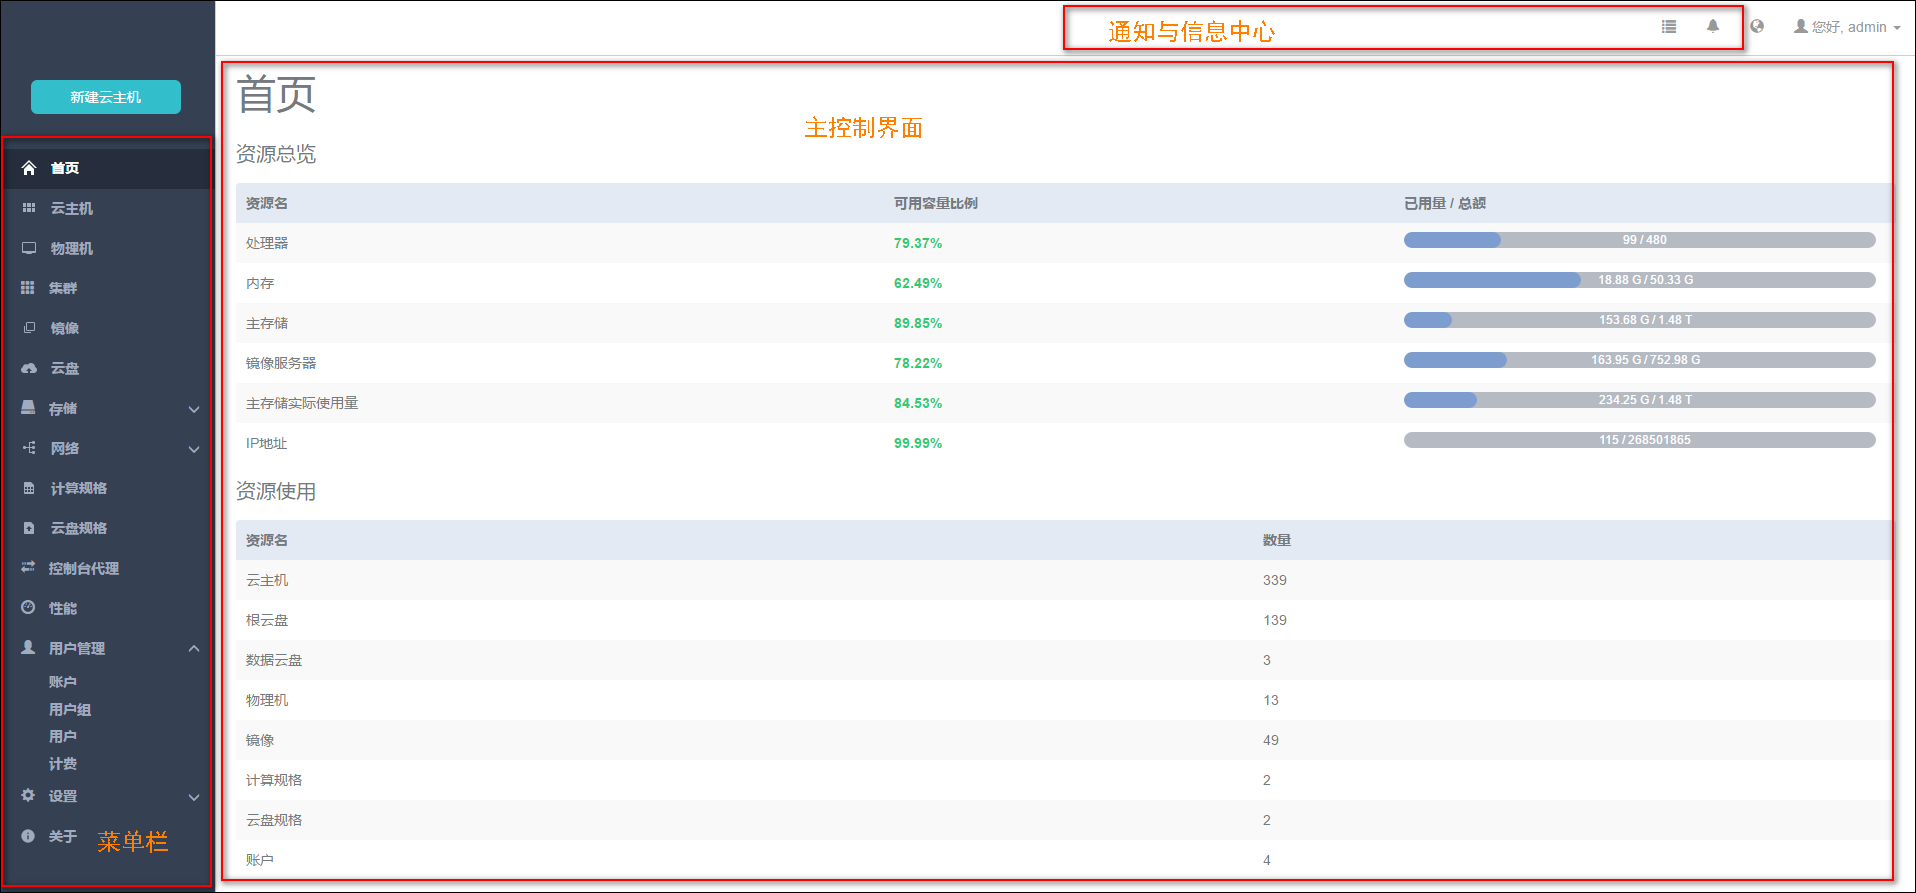 通知与信息中心
您好, admin
新建云主机
首页
云主机
物理机
集群
镜像
云盘
存储
网络
计算规格
云盘规格
控制台代理
性能
用户管理
账户
用户组
用户
计费
设置
关于
菜单栏
首页
主控制界面
资源总览
资源名 可用容量比例 已用量 / 总额
处理器 79.37% 99 / 480
内存 62.49% 18.88 G / 50.33 G
主存储 89.85% 153.68 G / 1.48 T
镜像服务器 78.22% 163.95 G / 752.98 G
主存储实际使用量 84.53% 234.25 G / 1.48 T
IP地址 99.99% 115 / 268501865
资源使用
资源名 数量
云主机 339
根云盘 139
数据云盘 3
物理机 13
镜像 49
计算规格 2
云盘规格 2
账户 4